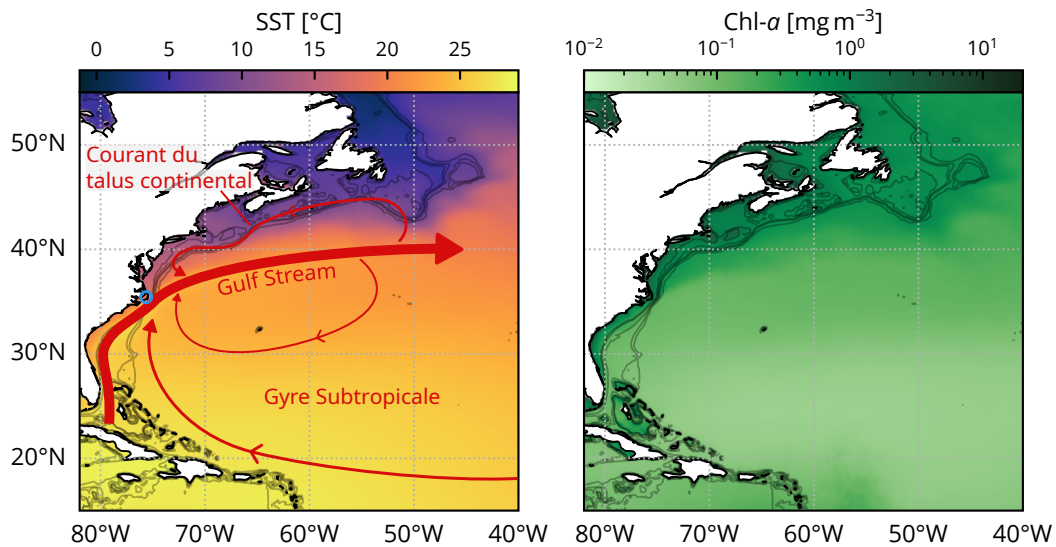 SST [°C]
0 5 10 15 20 25
Courant du
talus continental
Gulf Stream
Gyre Subtropicale
50°N
40°N
30°N
20°N
80°W 70°W 60°W 50°W 40°W
Chl-a [mg m⁻³]
10⁻² 10⁻¹ 10⁰ 10¹
80°W 70°W 60°W 50°W 40°W